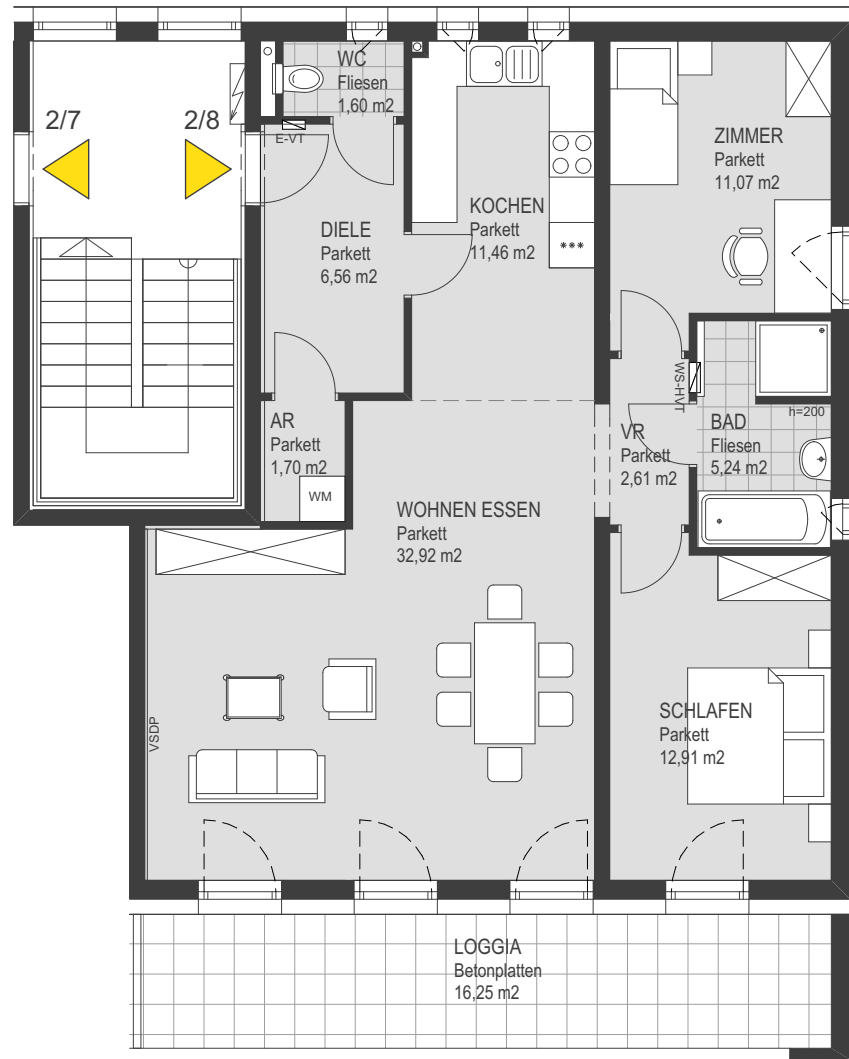 WC
Fliesen
1,60 m2
2/7
2/8
E-VT
ZIMMER
Parkett
11,07 m2
KOCHEN
Parkett
11,46 m2
DIELE
Parkett
6,56 m2
***
WS-HVT
h=200
AR
Parkett
1,70 m2
WM
VR
Parkett
2,61 m2
BAD
Fliesen
5,24 m2
WOHNEN ESSEN
Parkett
32,92 m2
VSDP
SCHLAFEN
Parkett
12,91 m2
LOGGIA
Betonplatten
16,25 m2